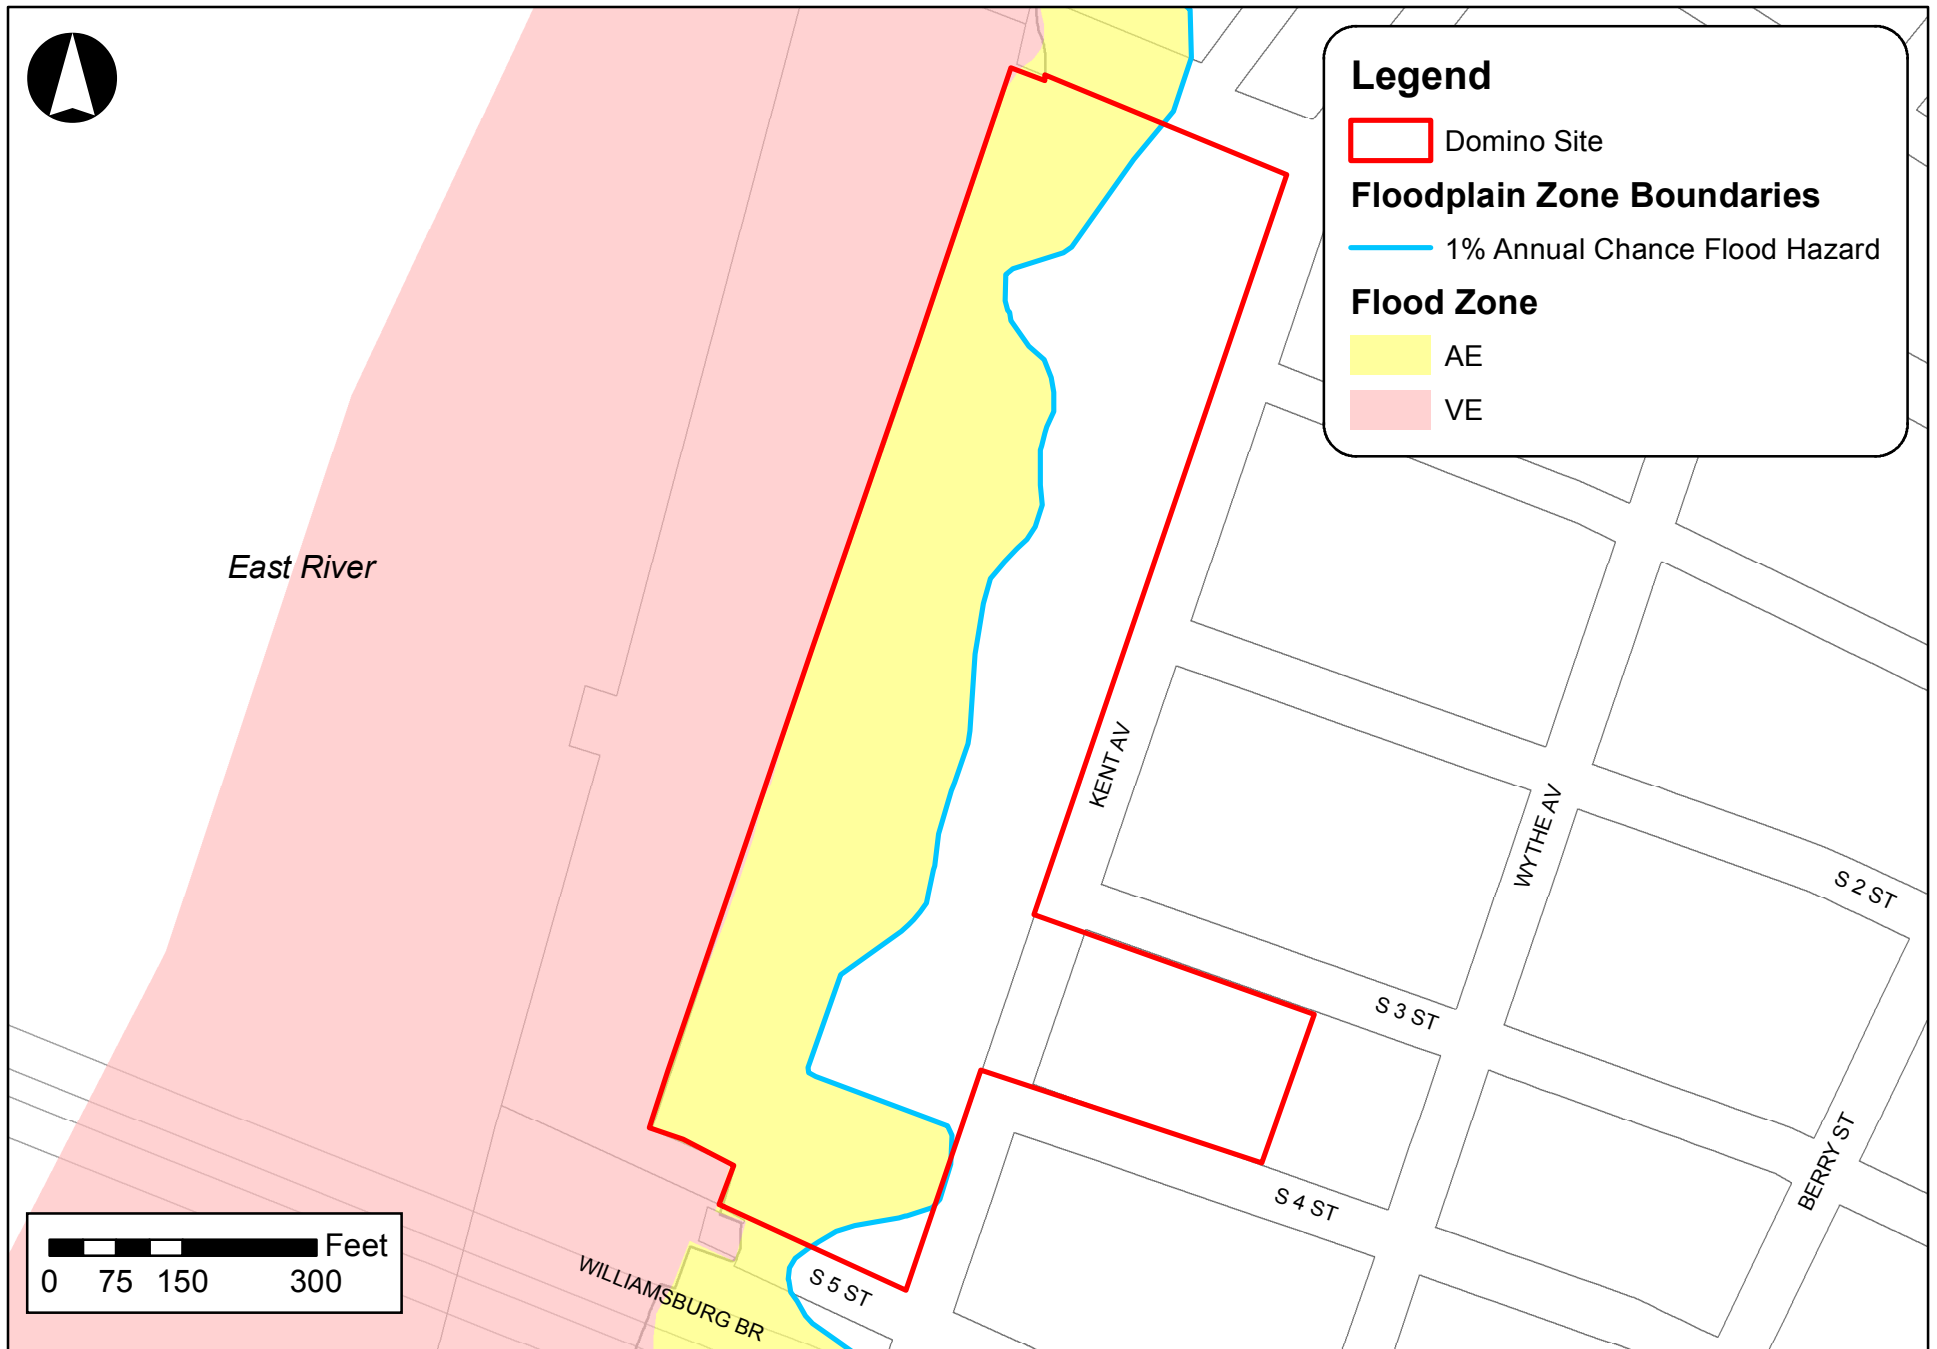 Legend
Domino Site
Floodplain Zone Boundaries
1% Annual Chance Flood Hazard
Flood Zone
AE
VE
East River
KENT AV
WYTHE AV
S 2 ST
S 3 ST
BERRY ST
S 4 ST
S 5 ST
WILLIAMSBURG BR
Feet
0 75 150 300